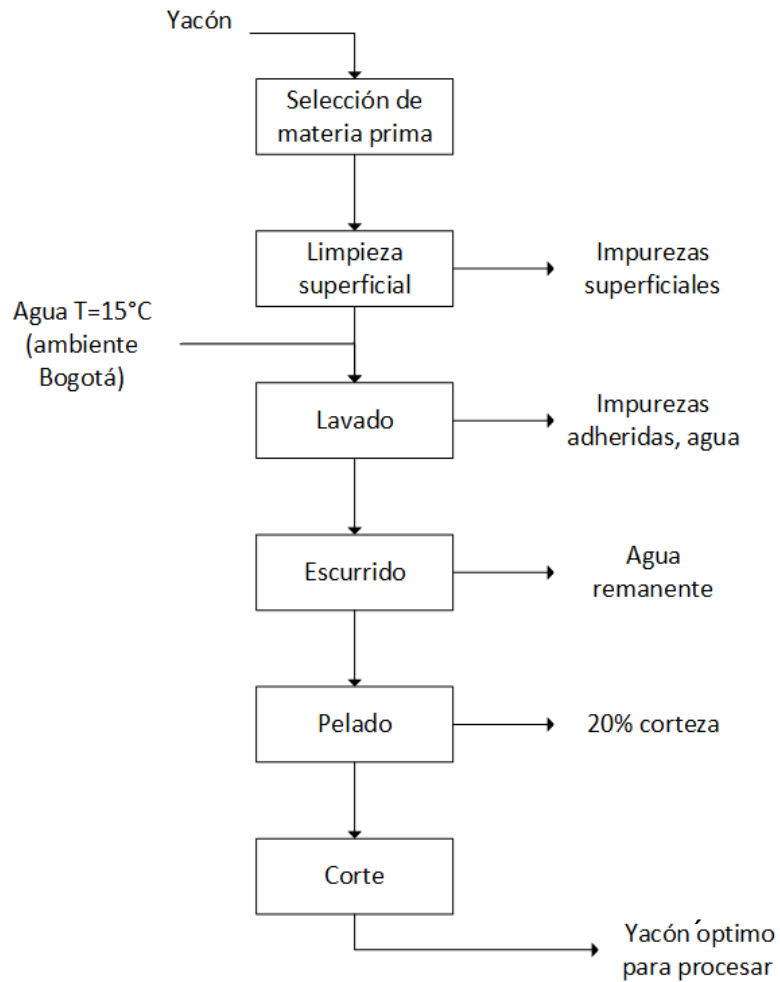 Yacón
Selección de
materia prima
Limpieza
superficial
Impurezas
superficiales
Agua T=15°C
(ambiente
Bogotá)
Lavado
Impurezas
adheridas, agua
Escurrido
Agua
remanente
Pelado
20% corteza
Corte
Yacón óptimo
para procesar